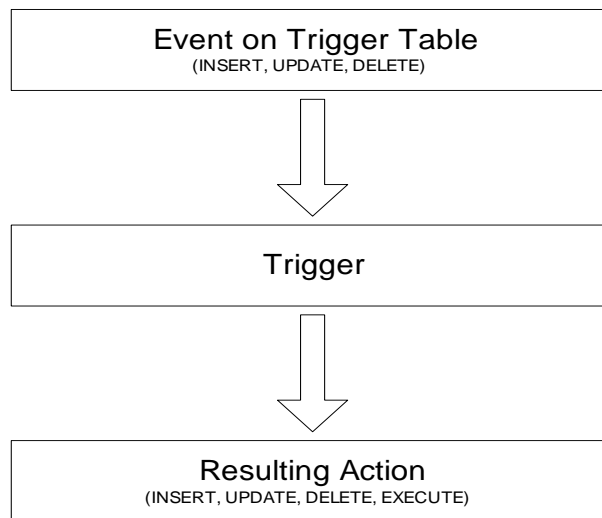 Event on Trigger Table
(INSERT, UPDATE, DELETE)
Trigger
Resulting Action
(INSERT, UPDATE, DELETE, EXECUTE)